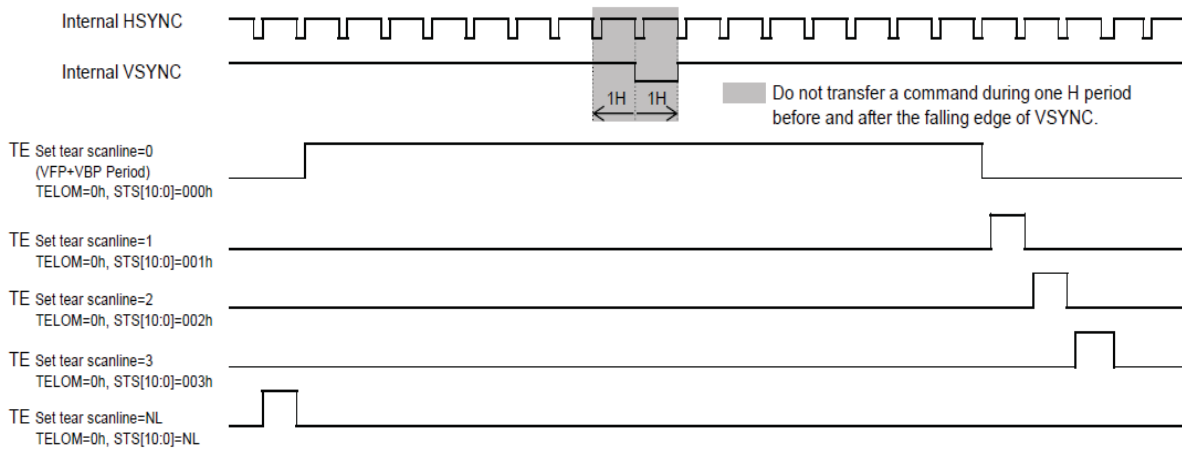 Internal HSYNC
Internal VSYNC
1H 1H
Do not transfer a command during one H period
before and after the falling edge of VSYNC.
TE Set tear scanline=0
(VFP+VBP Period)
TELOM=0h, STS[10:0]=000h
TE Set tear scanline=1
TELOM=0h, STS[10:0]=001h
TE Set tear scanline=2
TELOM=0h, STS[10:0]=002h
TE Set tear scanline=3
TELOM=0h, STS[10:0]=003h
TE Set tear scanline=NL
TELOM=0h, STS[10:0]=NL